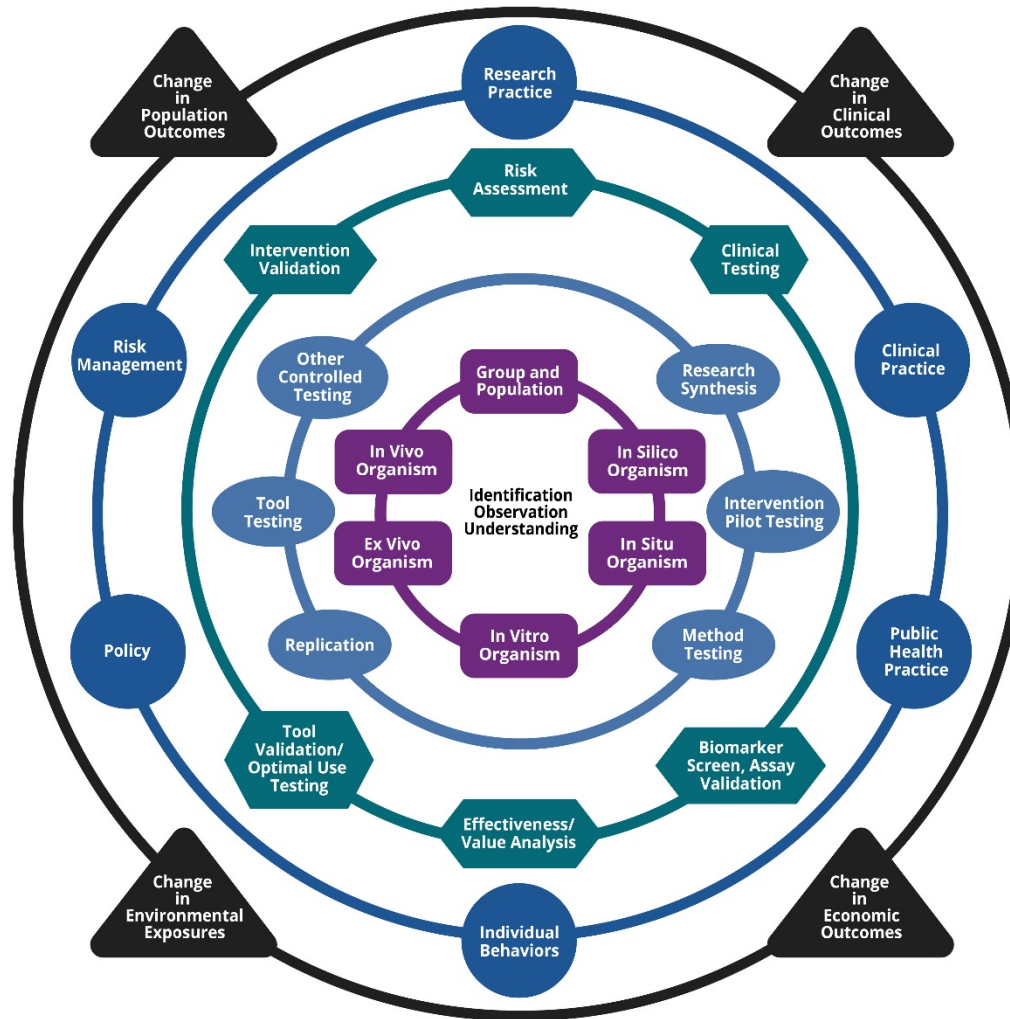 Change
in
Population
Outcomes
Research
Practice
Change
in
Clinical
Outcomes
Risk
Assessment
Intervention
Validation
Clinical
Testing
Risk
Management
Other
Controlled
Testing
Group and
Population
Research
Synthesis
Clinical
Practice
In Vivo
Organism
In Silico
Organism
Tool
Testing
Identification
Observation
Understanding
Intervention
Pilot Testing
Ex Vivo
Organism
In Situ
Organism
Policy
Replication
In Vitro
Organism
Method
Testing
Public
Health
Practice
Tool
Validation/
Optimal Use
Testing
Biomarker
Screen, Assay
Validation
Effectiveness/
Value Analysis
Change
in
Environmental
Exposures
Individual
Behaviors
Change
in
Economic
Outcomes